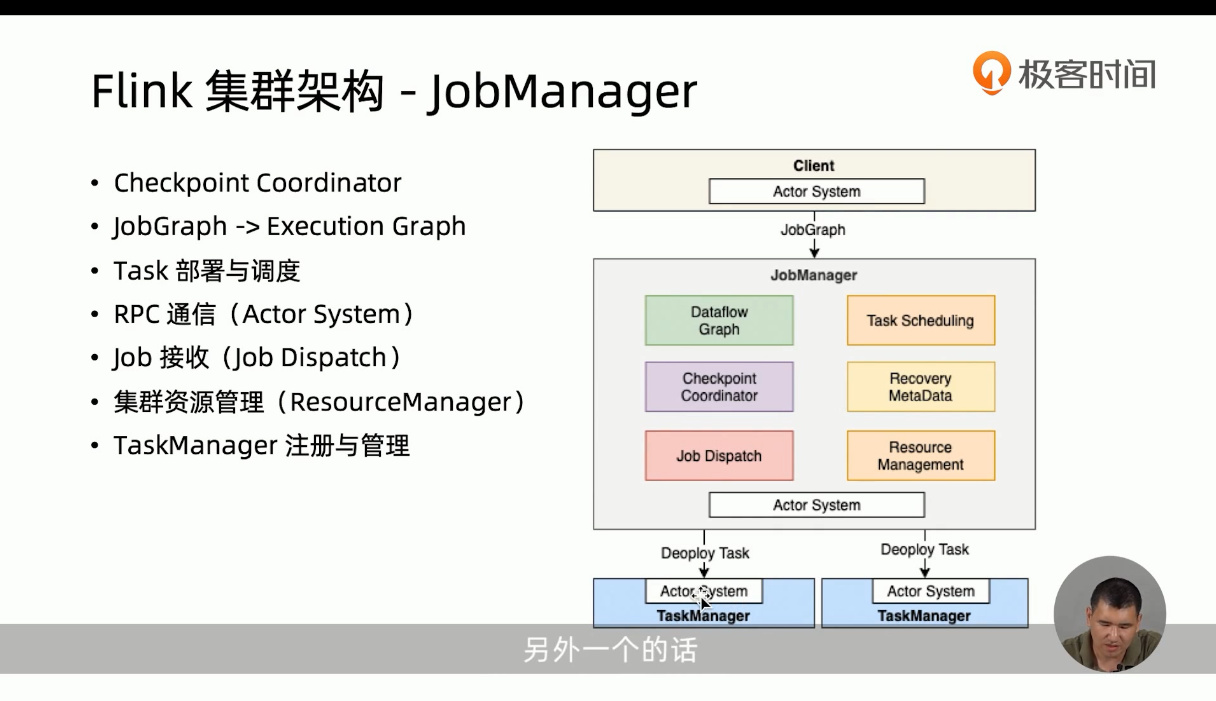 Flink 集群架构 - JobManager
极客时间
• Checkpoint Coordinator
• JobGraph -> Execution Graph
• Task 部署与调度
• RPC 通信（Actor System）
• Job 接收（Job Dispatch）
• 集群资源管理（ResourceManager）
• TaskManager 注册与管理
Client
Actor System
JobGraph
JobManager
Dataflow
Graph
Task Scheduling
Checkpoint
Coordinator
Recovery
MetaData
Job Dispatch
Resource
Management
Actor System
Deoploy Task
Deoploy Task
Actor System
TaskManager
Actor System
TaskManager
另外一个的话